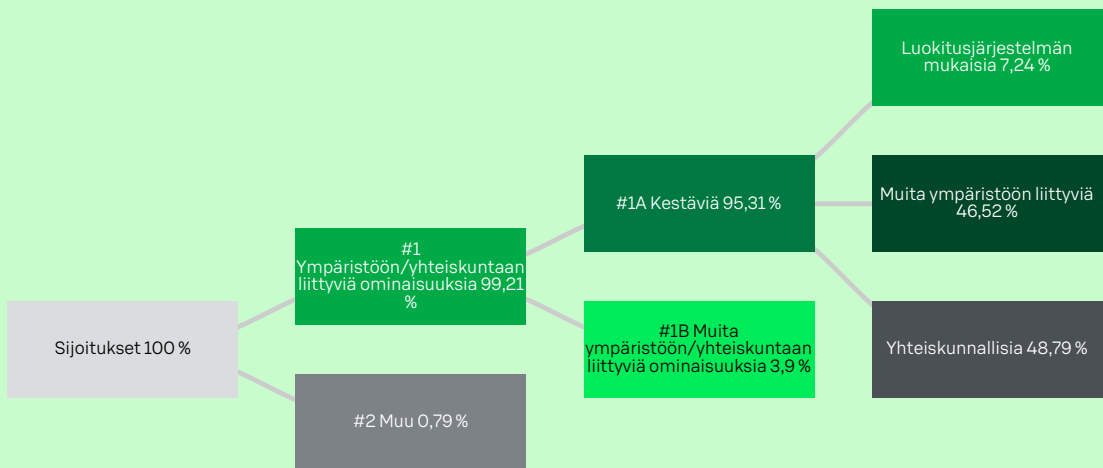 Luokitusjärjestelmän
mukaisia 7,24 %
#1A Kestäviä 95,31 %
Muita ympäristöön liittyviä
46,52 %
#1
Ympäristöön/yhteiskuntaan
liittyviä ominaisuuksia 99,21
%
Sijoitukset 100 %
#1B Muita
ympäristöön/yhteiskuntaan
liittyviä ominaisuuksia 3,9 %
Yhteiskunnallisia 48,79 %
#2 Muu 0,79 %